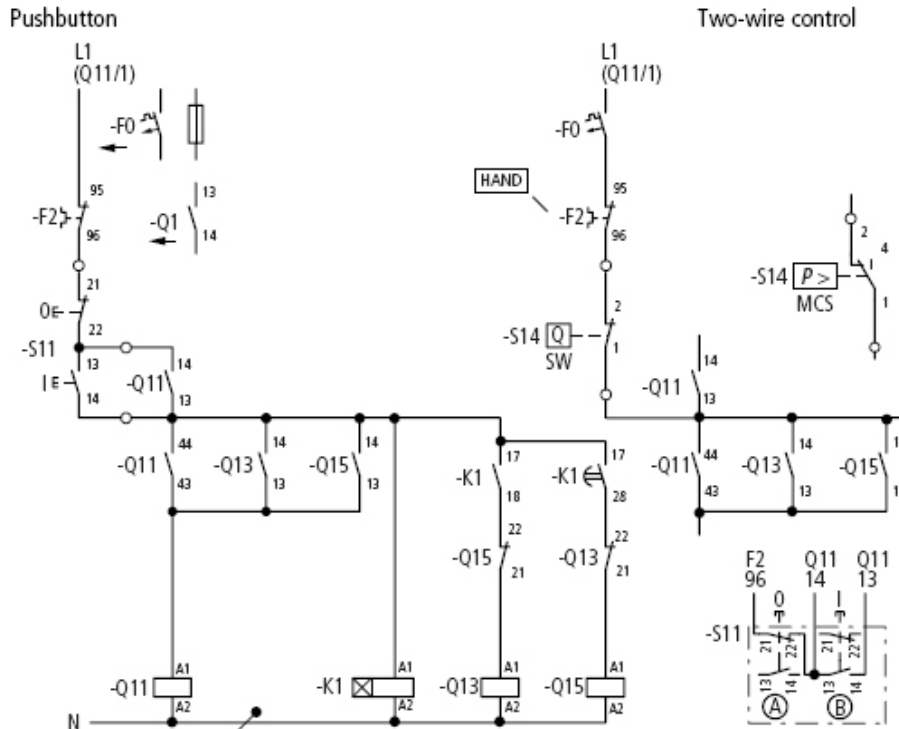 Pushbutton
Two-wire control
L1
(Q11/1)
-F0
95
-F2
96
13
-Q1
14
21
0E
22
-S11
13
IE
14
14
-Q11
13
44
-Q11
43
14
-Q13
13
14
-Q15
13
17
-K1
18
17
-K1
28
22
-Q15
21
22
-Q13
21
A1
-Q11
A2
A1
-K1
A2
A1
-Q13
A2
A1
-Q15
A2
N
L1
(Q11/1)
-F0
HAND
95
-F2
96
2
-S14 Q
1
SW
2
4
-S14 P >
MCS
1
14
-Q11
13
44
-Q11
43
14
-Q13
13
1
-Q15
1
F2
96
Q11
14
Q11
13
0
I
-S11
21
22
21
22
13
14
13
14
A
B